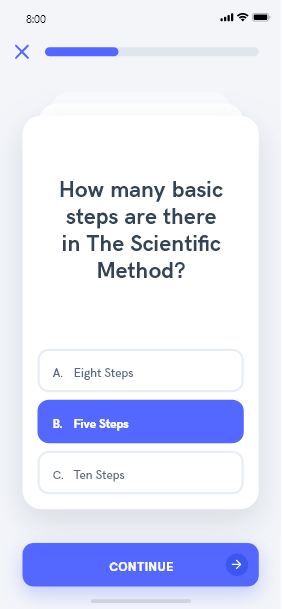 8:00
How many basic
steps are there
in The Scientific
Method?
A. Eight Steps
B. Five Steps
C. Ten Steps
CONTINUE